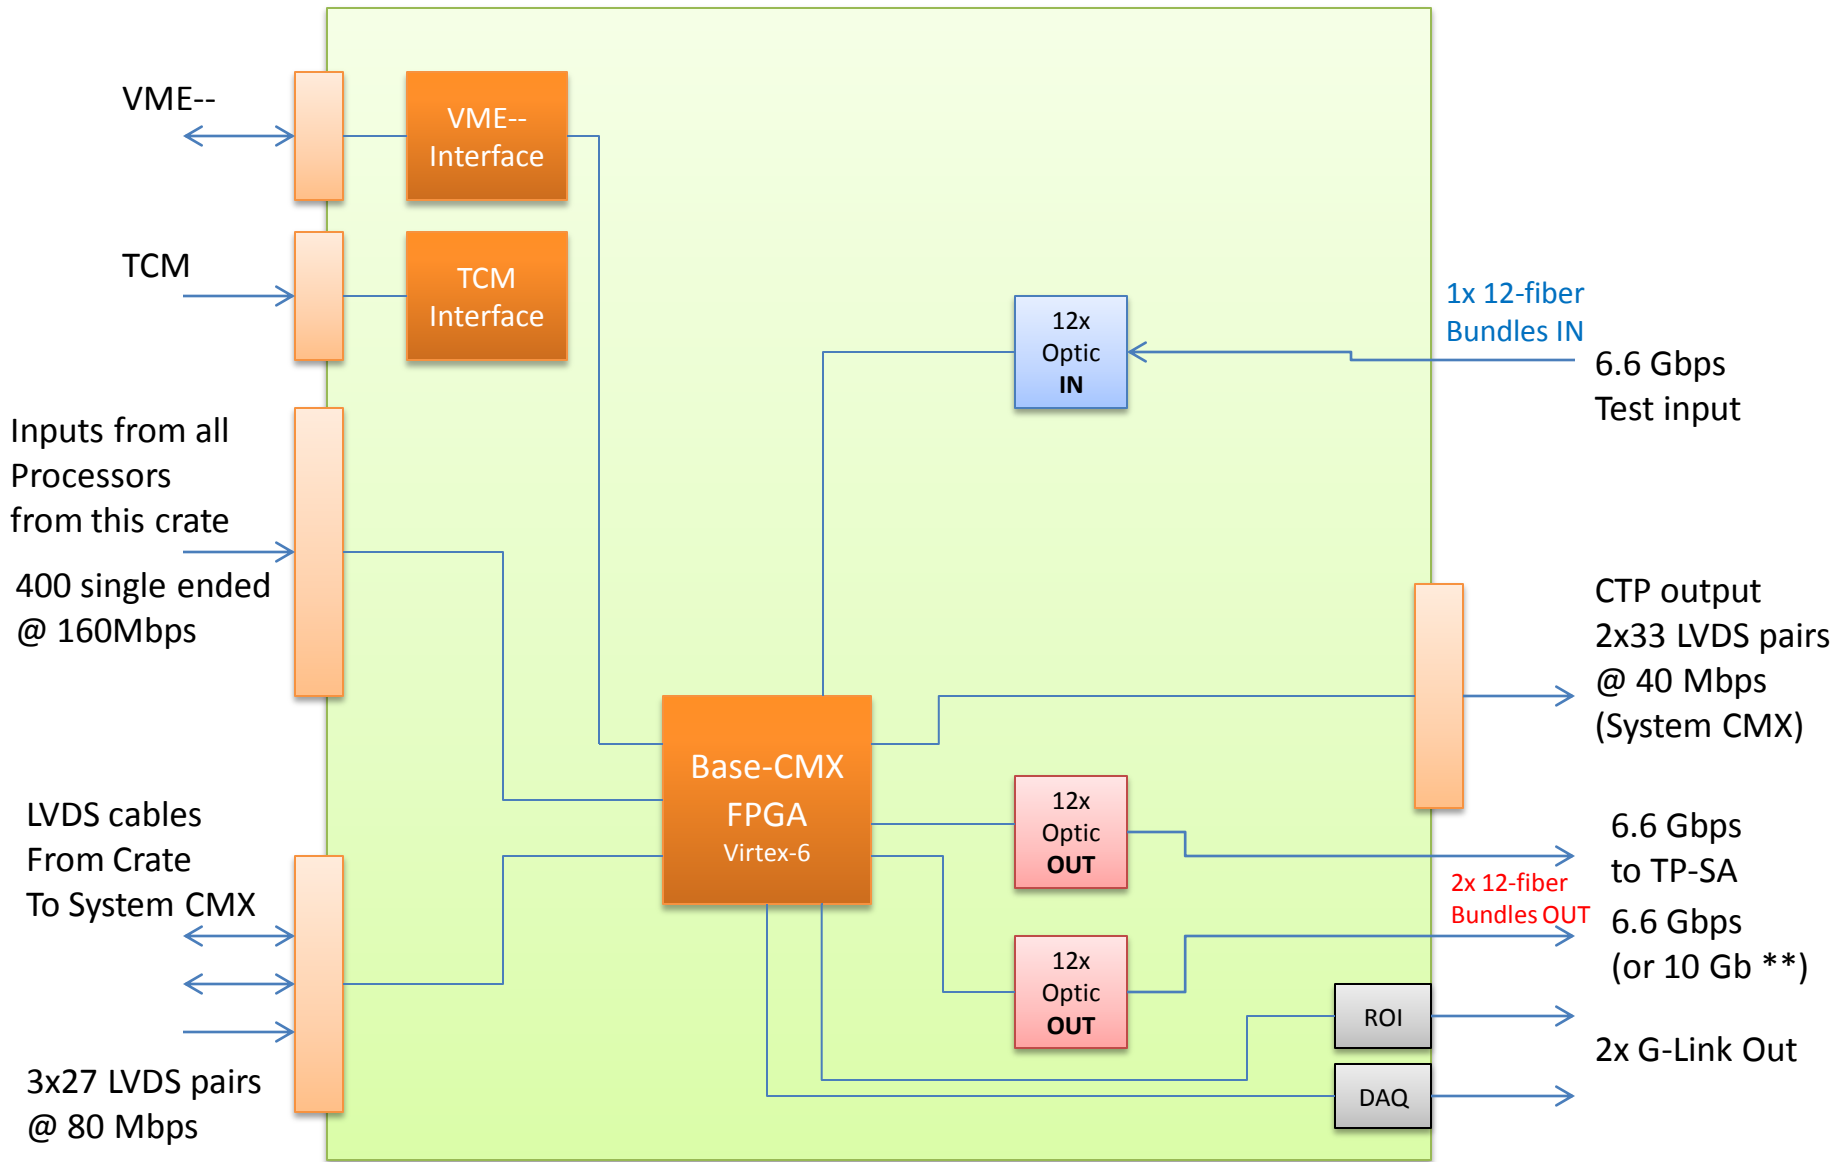 VME--
VME--
Interface
TCM
TCM
Interface
12x
Optic
IN
1x 12-fiber
Bundles IN
6.6 Gbps
Test input
Inputs from all
Processors
from this crate
400 single ended
@ 160Mbps
CTP output
2x33 LVDS pairs
@ 40 Mbps
(System CMX)
Base-CMX
FPGA
Virtex-6
LVDS cables
From Crate
To System CMX
3x27 LVDS pairs
@ 80 Mbps
12x
Optic
OUT
6.6 Gbps
to TP-SA
2x 12-fiber
Bundles OUT
12x
Optic
OUT
6.6 Gbps
(or 10 Gb **)
ROI
2x G-Link Out
DAQ